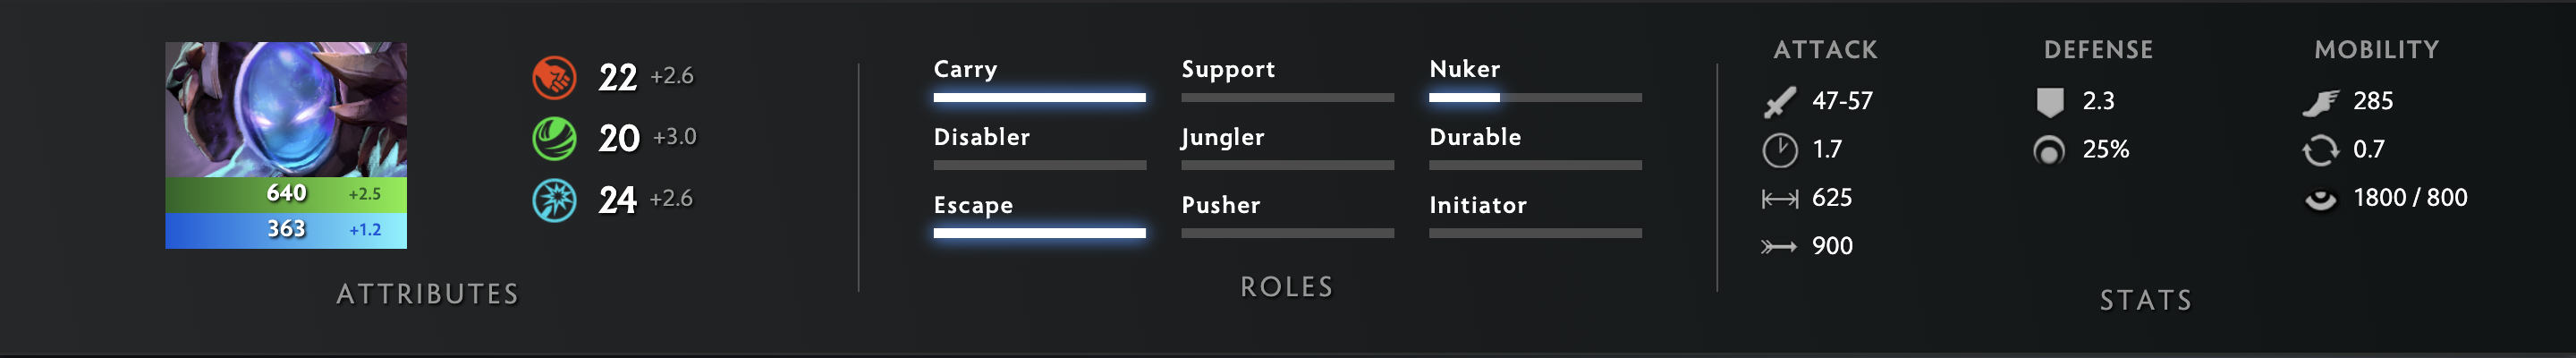 640 +2.5
363 +1.2
22 +2.6
20 +3.0
24 +2.6
ATTRIBUTES
Carry Support Nuker
Disabler Jungler Durable
Escape Pusher Initiator
ROLES
ATTACK DEFENSE MOBILITY
47-57 2.3 285
1.7 25% 0.7
625 1800 / 800
900
STATS